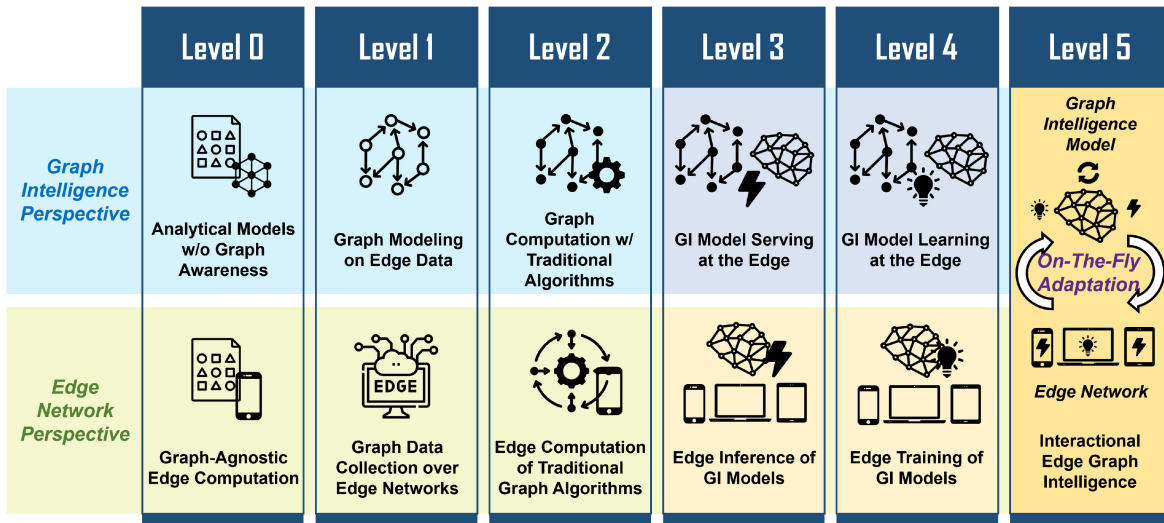 Level 0
Level 1
Level 2
Level 3
Level 4
Level 5
Graph
Intelligence
Perspective
Analytical Models
w/o Graph
Awareness
Graph Modeling
on Edge Data
Graph
Computation w/
Traditional
Algorithms
GI Model Serving
at the Edge
GI Model Learning
at the Edge
Graph
Intelligence
Model
On-The-Fly
Adaptation
Edge
Network
Perspective
Graph-Agnostic
Edge Computation
EDGE
Graph Data
Collection over
Edge Networks
Edge Computation
of Traditional
Graph Algorithms
Edge Inference of
GI Models
Edge Training of
GI Models
Edge Network
Interactional
Edge Graph
Intelligence